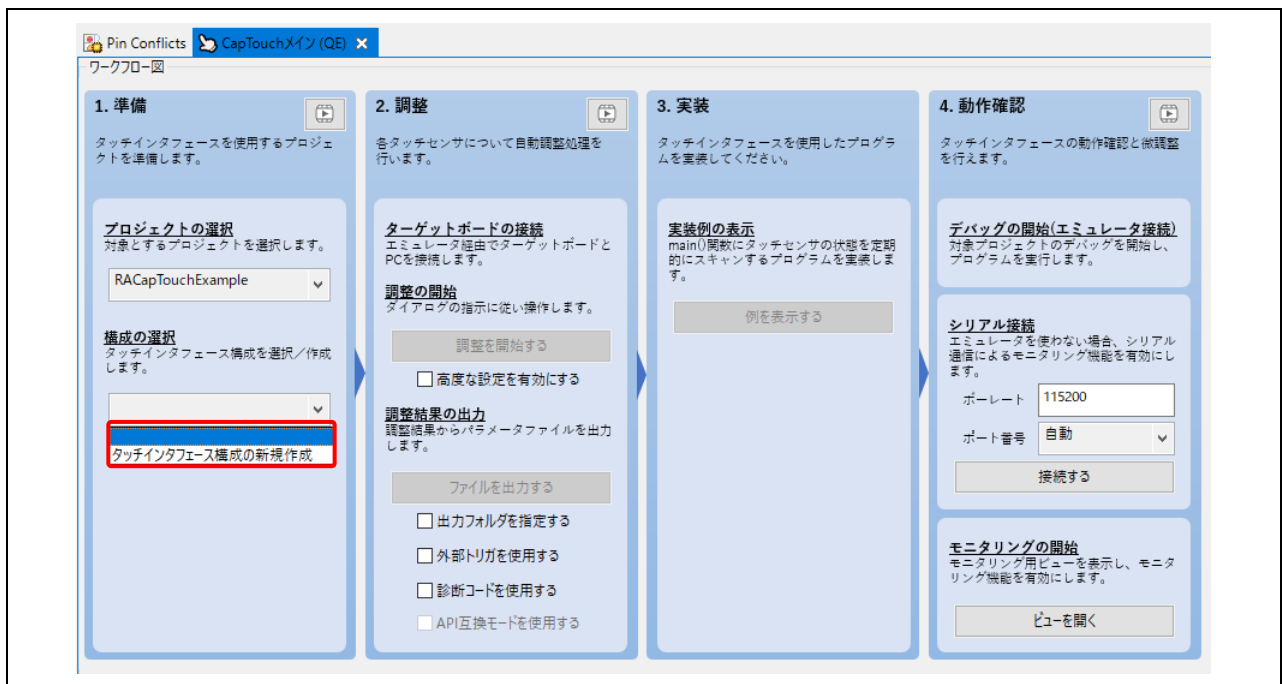 Pin Conflicts
CapTouchメイン (QE)
ワークフロー図
1. 準備
タッチインタフェースを使用するプロジェ
クトを準備します。
プロジェクトの選択
対象とするプロジェクトを選択します。
RACapTouchExample
構成の選択
タッチインタフェース構成を選択／作成
します。
タッチインタフェース構成の新規作成
2. 調整
各タッチセンサについて自動調整処理を
行います。
ターゲットボードの接続
エミュレータ経由でターゲットボードと
PCを接続します。
調整の開始
ダイアログの指示に従い操作します。
調整を開始する
高度な設定を有効にする
調整結果の出力
調整結果からパラメータファイルを出力
します。
ファイルを出力する
出力フォルダを指定する
外部トリガを使用する
診断コードを使用する
API互換モードを使用する
3. 実装
タッチインタフェースを使用したプログラ
ムを実装してください。
実装例の表示
main()関数にタッチセンサの状態を定期
的にスキャンするプログラムを実装しま
す。
例を表示する
4. 動作確認
タッチインタフェースの動作確認と微調整
を行えます。
デバッグの開始(エミュレータ接続)
対象プロジェクトのデバッグを開始し、
プログラムを実行します。
シリアル接続
エミュレータを使わない場合、シリアル
通信によるモニタリング機能を有効にし
ます。
ボーレート 115200
ポート番号 自動
接続する
モニタリングの開始
モニタリング用ビューを表示し、モニタ
リング機能を有効にします。
ビューを開く